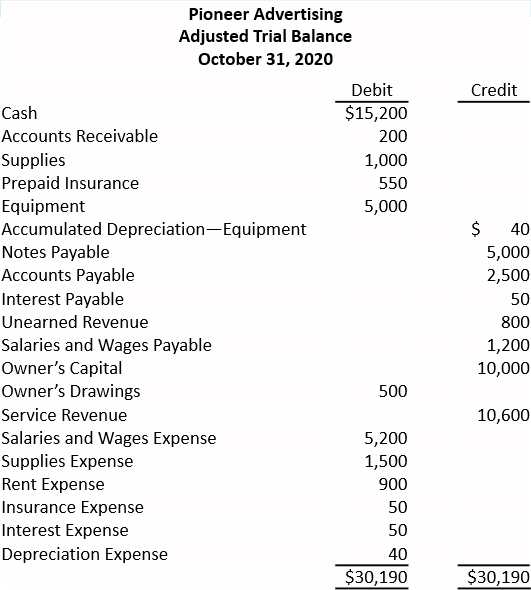 Pioneer Advertising
Adjusted Trial Balance
October 31, 2020
Debit Credit
Cash $15,200
Accounts Receivable 200
Supplies 1,000
Prepaid Insurance 550
Equipment 5,000
Accumulated Depreciation—Equipment $ 40
Notes Payable 5,000
Accounts Payable 2,500
Interest Payable 50
Unearned Revenue 800
Salaries and Wages Payable 1,200
Owner’s Capital 10,000
Owner’s Drawings 500
Service Revenue 10,600
Salaries and Wages Expense 5,200
Supplies Expense 1,500
Rent Expense 900
Insurance Expense 50
Interest Expense 50
Depreciation Expense 40
$30,190 $30,190